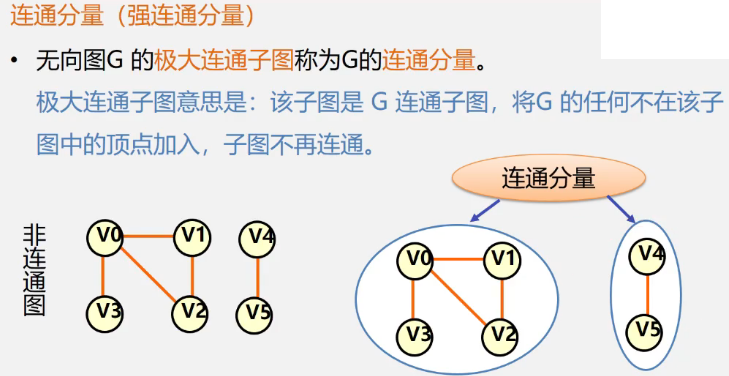 连通分量（强连通分量）
• 无向图G 的极大连通子图称为G的连通分量。
极大连通子图意思是：该子图是 G 连通子图，将G 的任何不在该子
图中的顶点加入，子图不再连通。
连通分量
非连通图
V0 V1 V4
V3 V2 V5
V0 V1 V4
V3 V2 V5